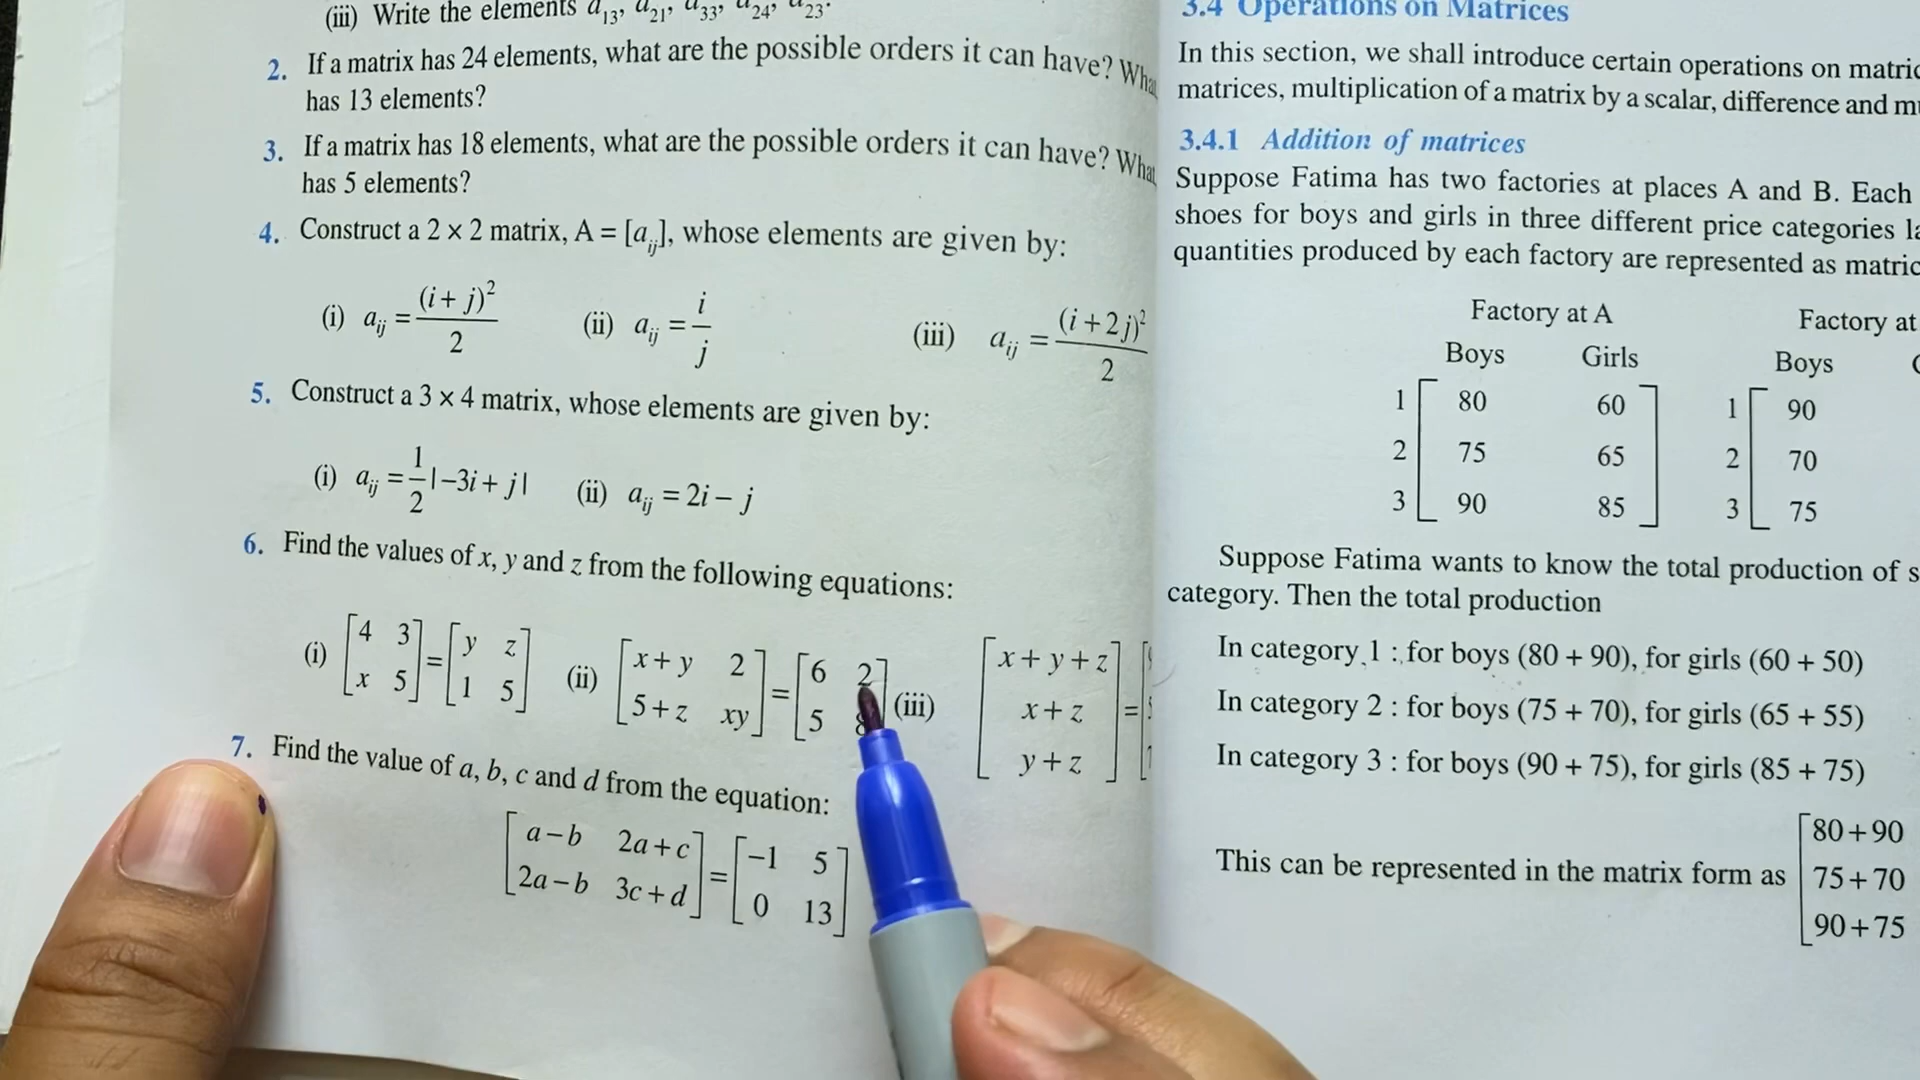 (iii) Write the elements a13, a21, a33, a24, a23.
2. If a matrix has 24 elements, what are the possible orders it can have?
has 13 elements?
3. If a matrix has 18 elements, what are the possible orders it can have? What
has 5 elements?
4. Construct a 2 × 2 matrix, A = [aij], whose elements are given by:
(i) aij = (i + j)²/2 (ii) aij = i/j (iii) aij = (i + 2j)²/2
5. Construct a 3 × 4 matrix, whose elements are given by:
(i) aij = 1/2 |−3i + j| (ii) aij = 2i − j
6. Find the values of x, y and z from the following equations:
(i) [4 3; x 5] = [y z; 1 5] (ii) [x + y 2; 5 + z xy] = [6 2; 5 8] (iii) [x + y + z; x + z; y + z] =
7. Find the value of a, b, c and d from the equation:
[a − b 2a + c; 2a − b 3c + d] = [−1 5; 0 13]
3.4 Operations on Matrices
In this section, we shall introduce certain operations on
matrices, multiplication of a matrix by a scalar, difference and
3.4.1 Addition of matrices
Suppose Fatima has two factories at places A and B. Each
shoes for boys and girls in three different price categories
quantities produced by each factory are represented as
Factory at A Factory at
Boys Girls Boys
1 80 60 1 90
2 75 65 2 70
3 90 85 3 75
Suppose Fatima wants to know the total production of
category. Then the total production
In category 1 : for boys (80 + 90), for girls (60 + 50)
In category 2 : for boys (75 + 70), for girls (65 + 55)
In category 3 : for boys (90 + 75), for girls (85 + 75)
This can be represented in the matrix form as
80 + 90
75 + 70
90 + 75